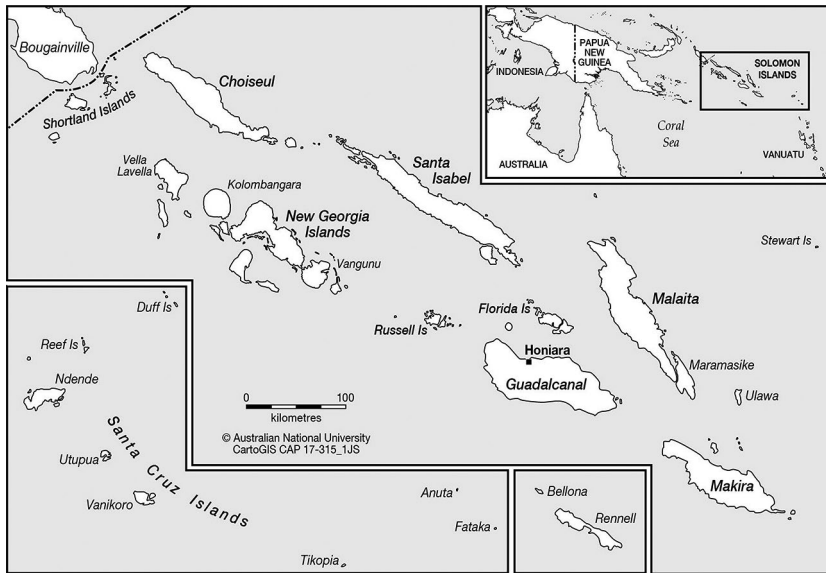 Bougainville
Choiseul
Shortland Islands
PAPUA
NEW
GUINEA
INDONESIA
SOLOMON
ISLANDS
Coral
Sea
AUSTRALIA
VANUATU
Vella
Lavella
Kolombangara
Santa
Isabel
New Georgia
Islands
Vangunu
Stewart Is
Malaita
Duff Is
Russell Is
Florida Is
Reef Is
Honiara
Maramasike
Ndende
Guadalcanal
Ulawa
0
100
kilometres
© Australian National University
CartoGIS CAP 17-315_1JS
Santa Cruz Islands
Utupua
Vanikoro
Makira
Anuta
Bellona
Fataka
Rennell
Tikopia